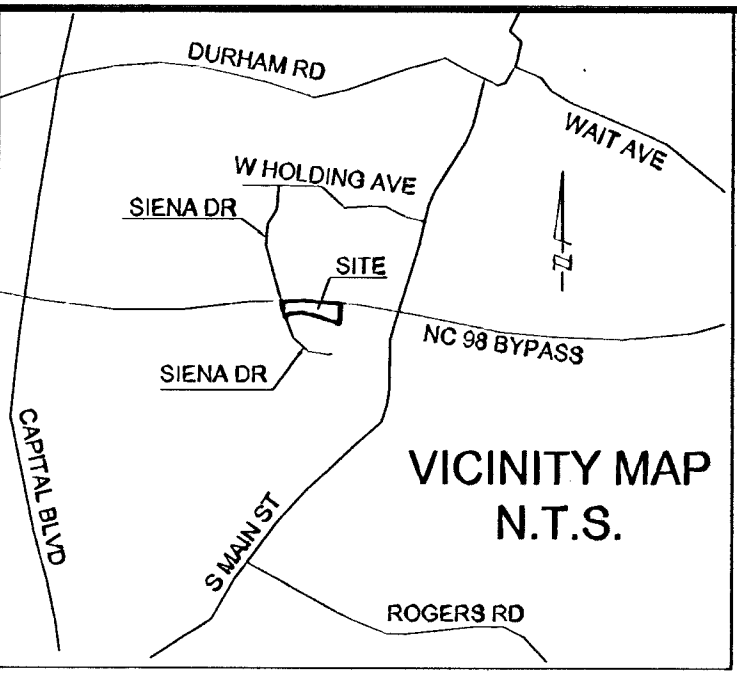 DURHAM RD
WAIT AVE
W HOLDING AVE
SIENA DR
SITE
NC 98 BYPASS
SIENA DR
CAPITAL BLVD
VICINITY MAP
N.T.S.
S MAIN ST
ROGERS RD